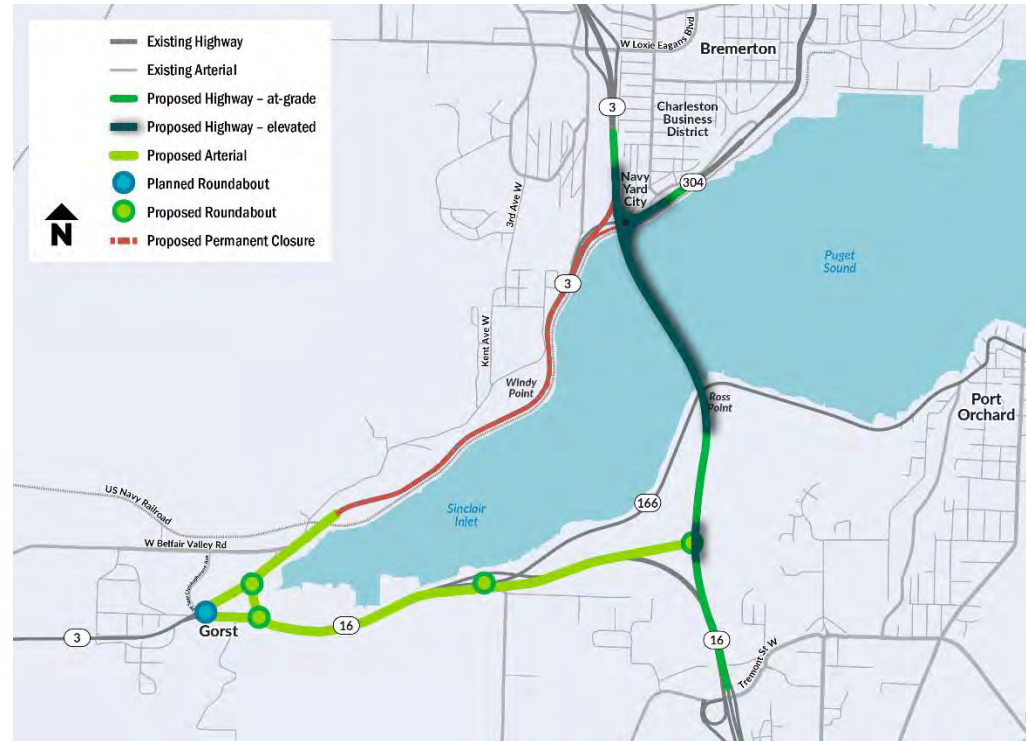 Existing Highway
Existing Arterial
Proposed Highway – at-grade
Proposed Highway – elevated
Proposed Arterial
Planned Roundabout
Proposed Roundabout
Proposed Permanent Closure
N
W Loxie Eagans Blvd
Bremerton
3
Charleston
Business
District
Navy
Yard
City
304
3rd Ave W
3
Puget
Sound
Kent Ave W
Windy
Point
Ross
Point
Port
Orchard
US Navy Railroad
Sinclair
Inlet
166
W Belfair Valley Rd
3
Gorst
16
16
Tremont St W